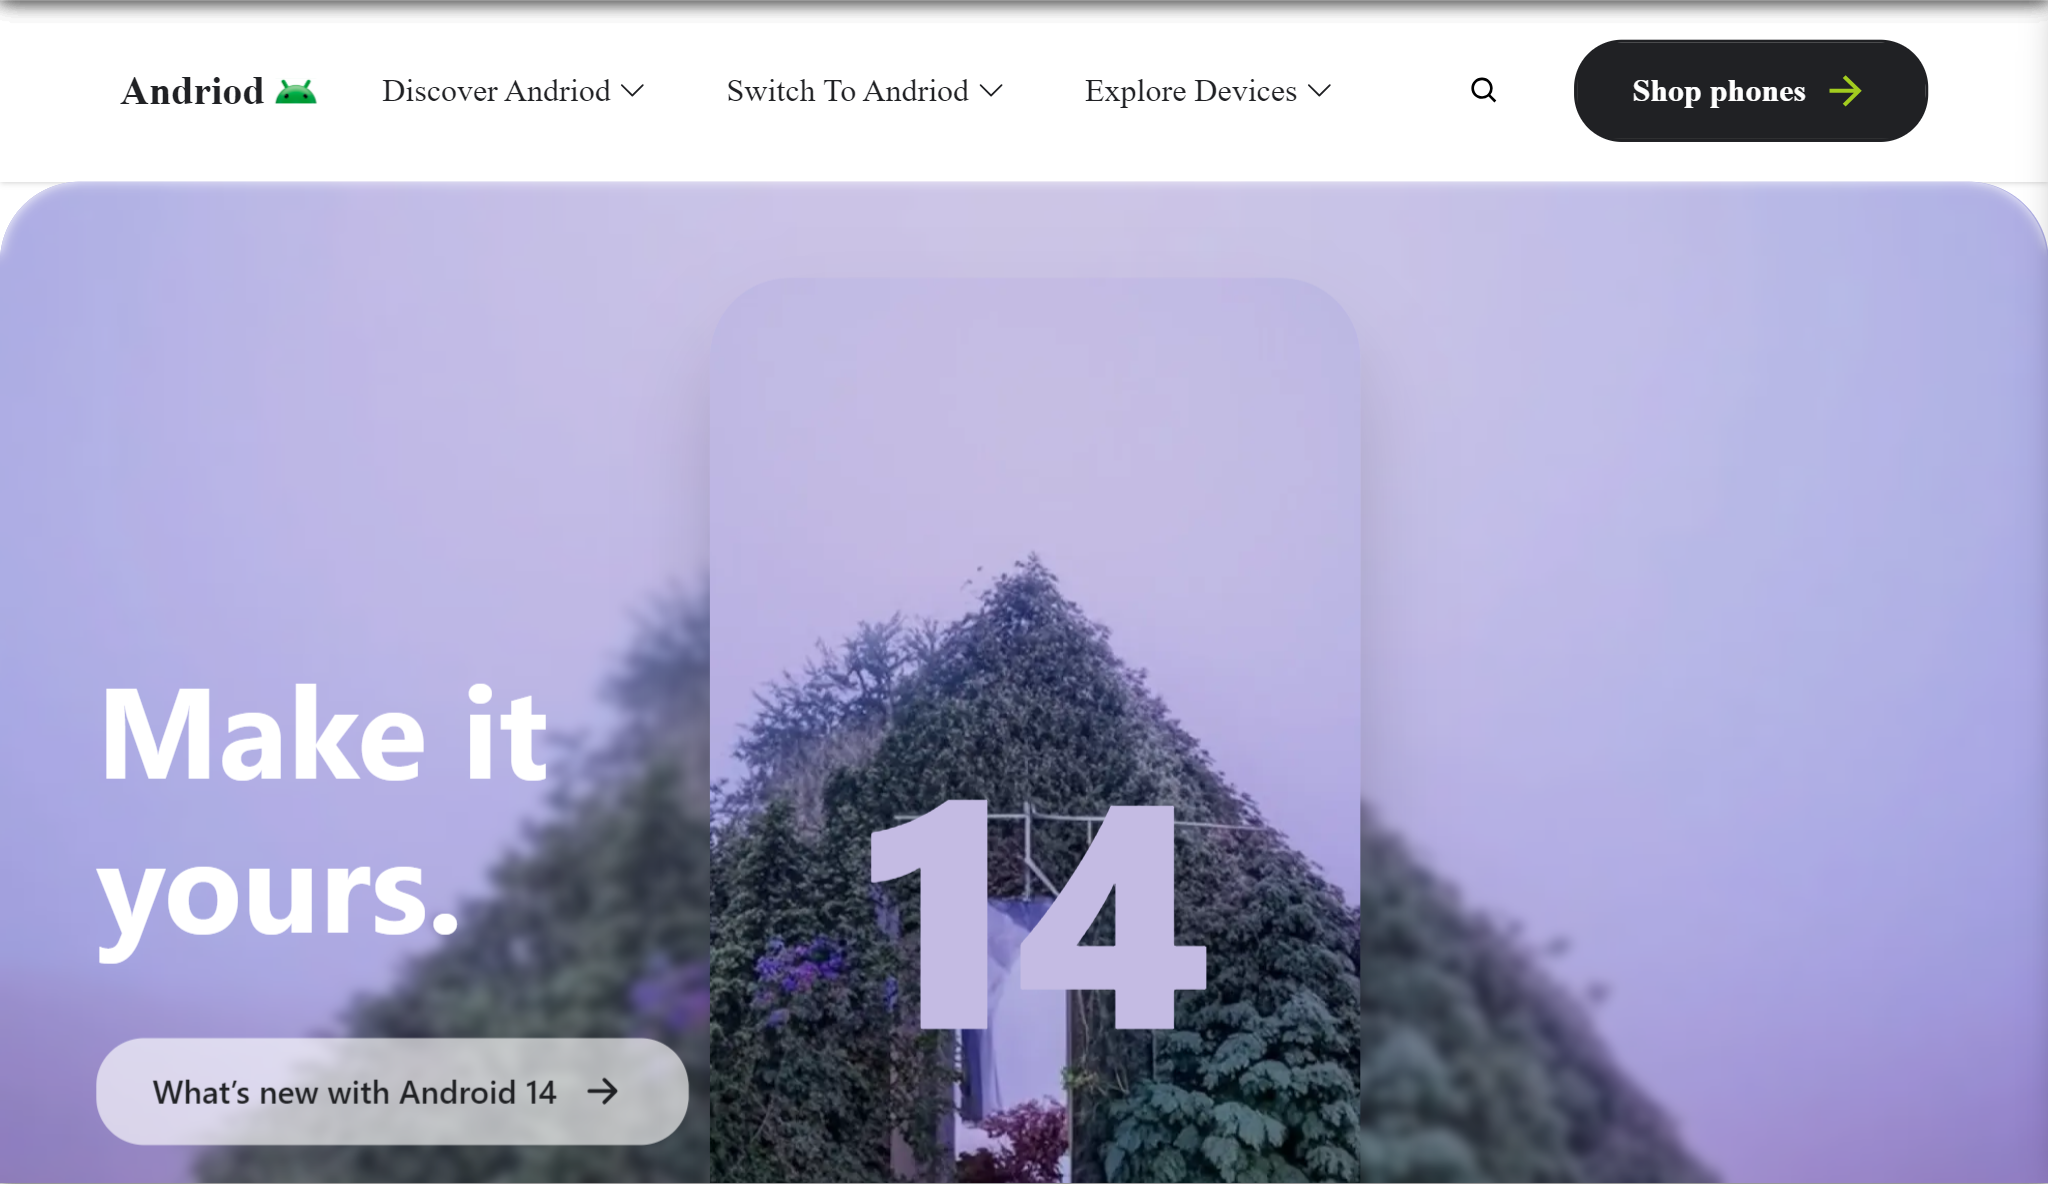 Andriod Discover Andriod Switch To Andriod Explore Devices Shop phones
Make it
yours.
14
What's new with Android 14